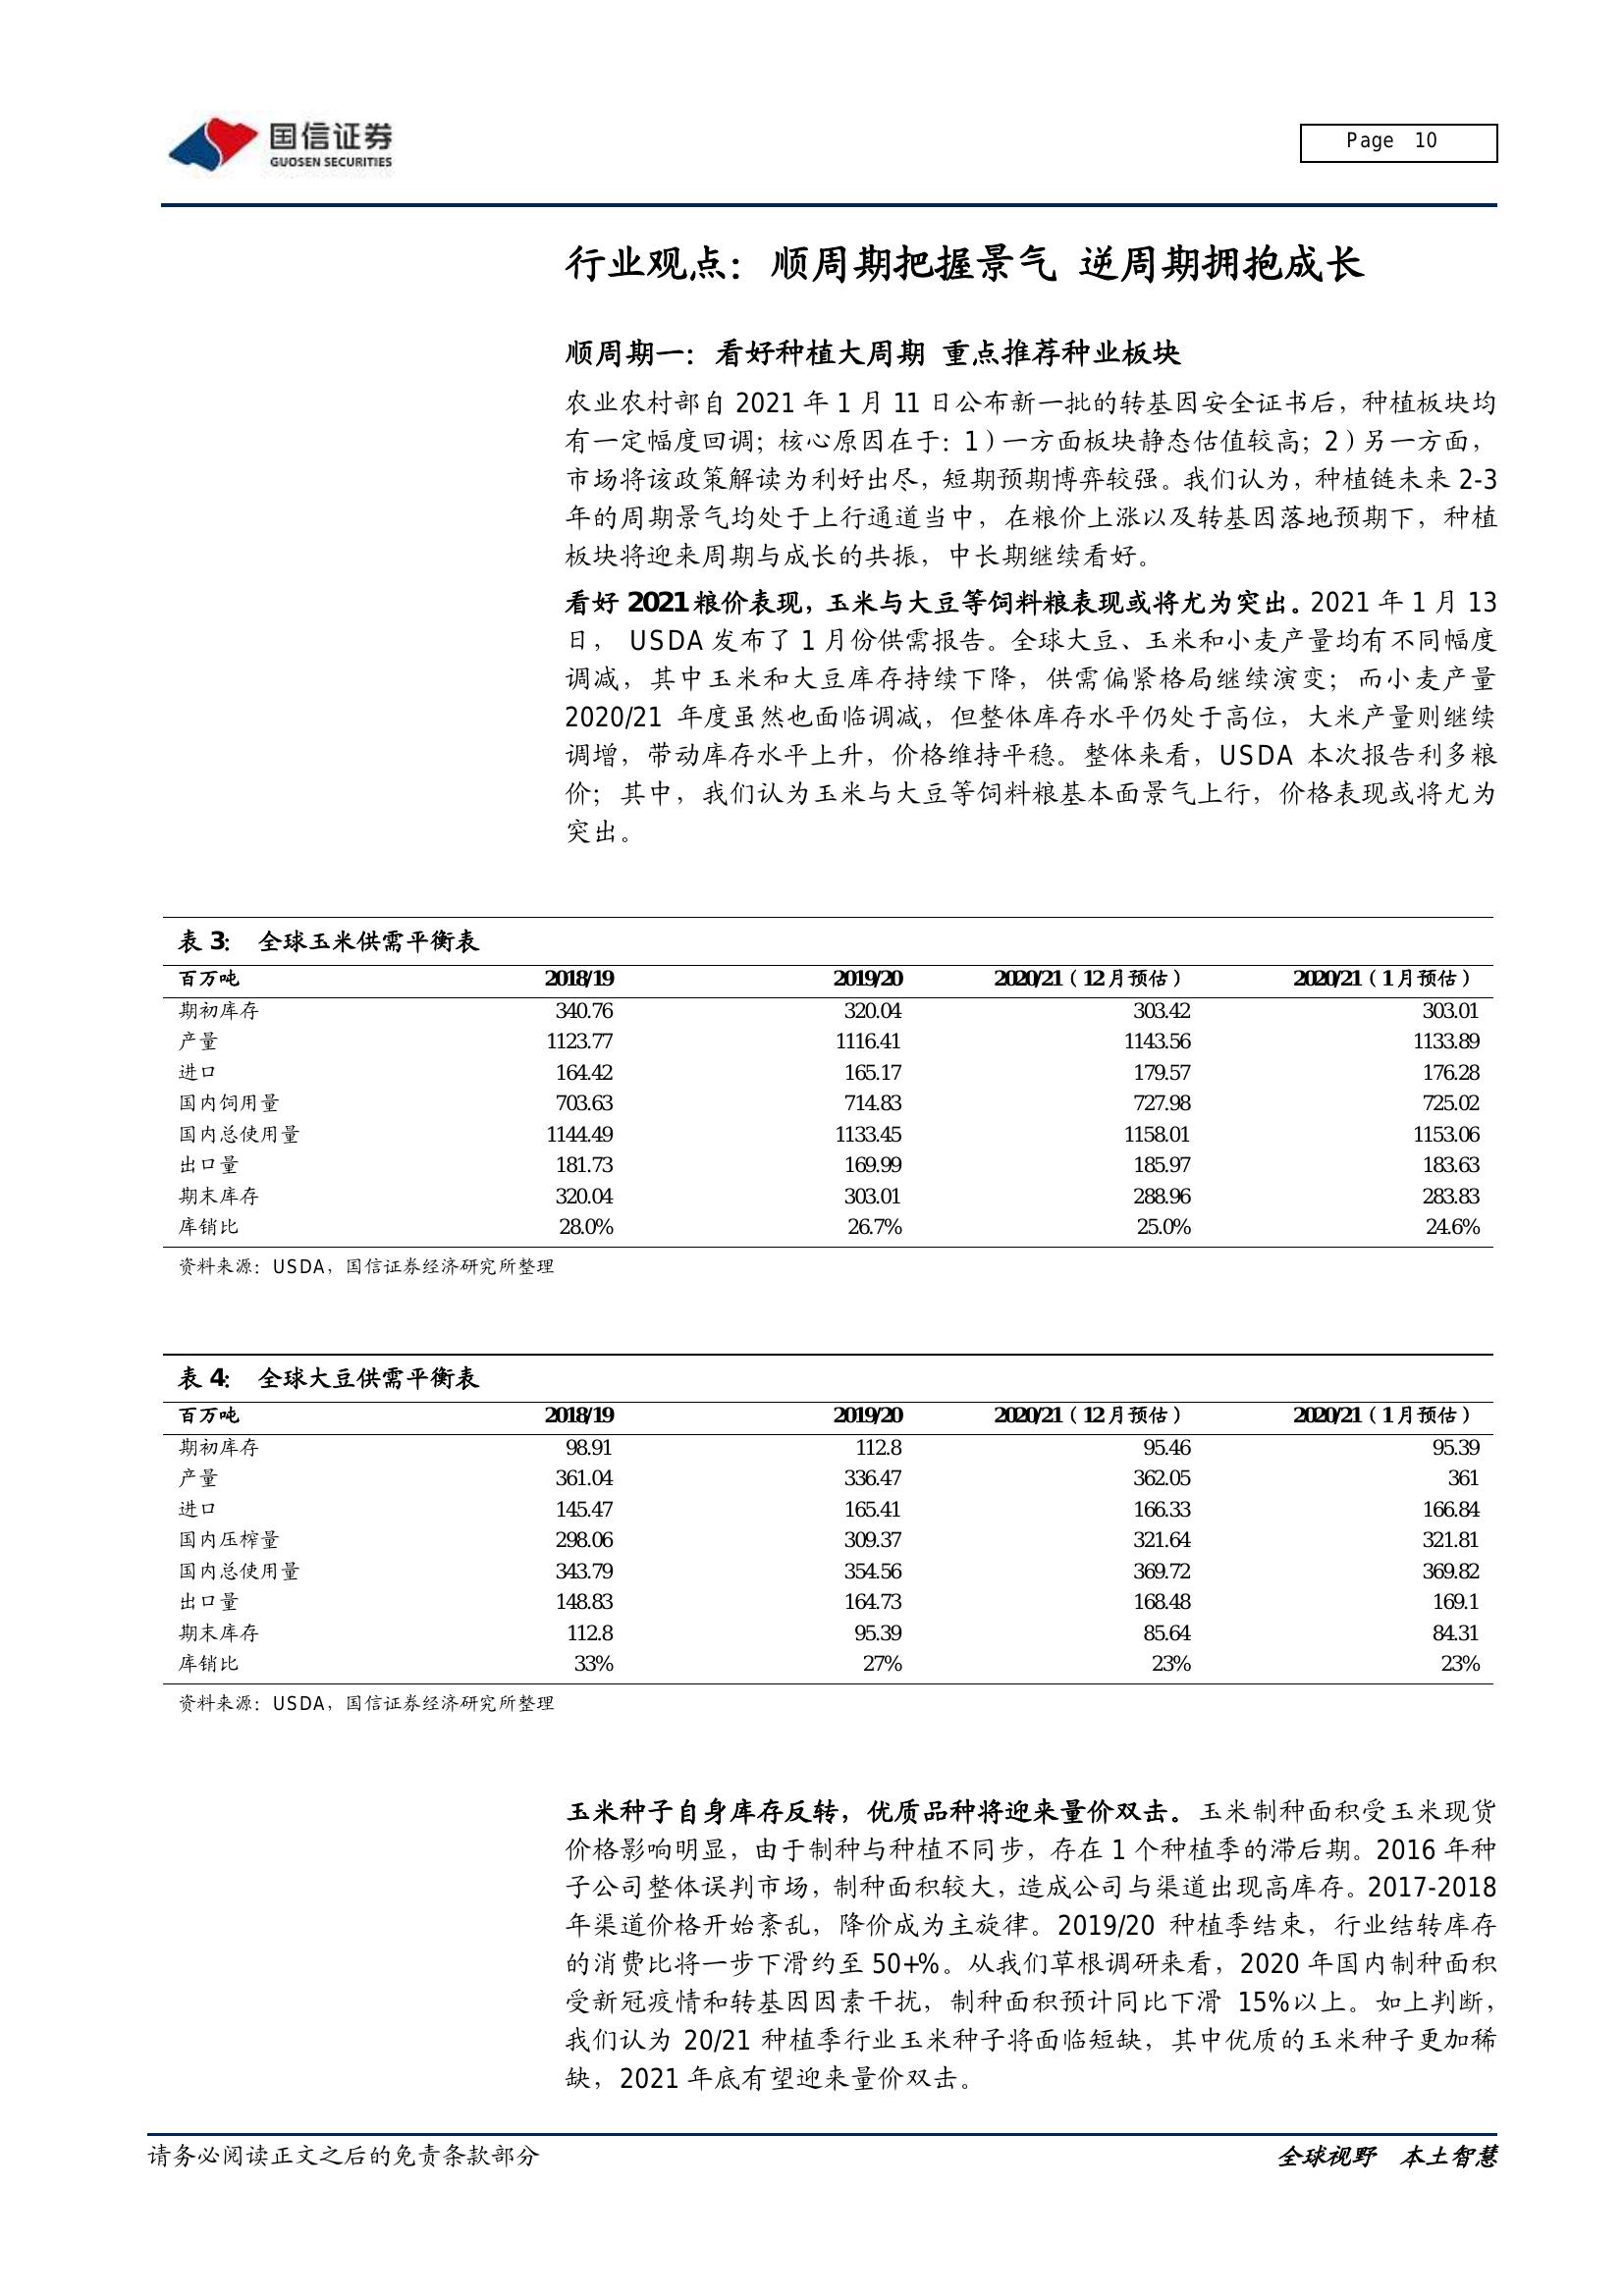 国信证券
GUOSEN SECURITIES
Page 10
行业观点：顺周期把握景气 逆周期拥抱成长
顺周期一：看好种植大周期 重点推荐种业板块
农业农村部自 2021 年 1 月 11 日公布新一批的转基因安全证书后，种植板块均
有一定幅度回调；核心原因在于：1）一方面板块静态估值较高；2）另一方面，
市场将该政策解读为利好出尽，短期预期博弈较强。我们认为，种植链未来 2-3
年的周期景气均处于上行通道当中，在粮价上涨以及转基因落地预期下，种植
板块将迎来周期与成长的共振，中长期继续看好。
看好 2021 粮价表现，玉米与大豆等饲料粮表现或将尤为突出。2021 年 1 月 13
日， USDA 发布了 1 月份供需报告。全球大豆、玉米和小麦产量均有不同幅度
调减，其中玉米和大豆库存持续下降，供需偏紧格局继续演变；而小麦产量
2020/21 年度虽然也面临调减，但整体库存水平仍处于高位，大米产量则继续
调增，带动库存水平上升，价格维持平稳。整体来看，USDA 本次报告利多粮
价；其中，我们认为玉米与大豆等饲料粮基本面景气上行，价格表现或将尤为
突出。
表 3： 全球玉米供需平衡表
百万吨 2018/19 2019/20 2020/21（12 月预估） 2020/21（1 月预估）
期初库存 340.76 320.04 303.42 303.01
产量 1123.77 1116.41 1143.56 1133.89
进口 164.42 165.17 179.57 176.28
国内饲用量 703.63 714.83 727.98 725.02
国内总使用量 1144.49 1133.45 1158.01 1153.06
出口量 181.73 169.99 185.97 183.63
期末库存 320.04 303.01 288.96 283.83
库销比 28.0% 26.7% 25.0% 24.6%
资料来源：USDA，国信证券经济研究所整理
表 4： 全球大豆供需平衡表
百万吨 2018/19 2019/20 2020/21（12 月预估） 2020/21（1 月预估）
期初库存 98.91 112.8 95.46 95.39
产量 361.04 336.47 362.05 361
进口 145.47 165.41 166.33 166.84
国内压榨量 298.06 309.37 321.64 321.81
国内总使用量 343.79 354.56 369.72 369.82
出口量 148.83 164.73 168.48 169.1
期末库存 112.8 95.39 85.64 84.31
库销比 33% 27% 23% 23%
资料来源：USDA，国信证券经济研究所整理
玉米种子自身库存反转，优质品种将迎来量价双击。玉米制种面积受玉米现货
价格影响明显，由于制种与种植不同步，存在 1 个种植季的滞后期。2016 年种
子公司整体误判市场，制种面积较大，造成公司与渠道出现高库存。2017-2018
年渠道价格开始紊乱，降价成为主旋律。2019/20 种植季结束，行业结转库存
的消费比将一步下滑约至 50+%。从我们草根调研来看，2020 年国内制种面积
受新冠疫情和转基因因素干扰，制种面积预计同比下滑 15%以上。如上判断，
我们认为 20/21 种植季行业玉米种子将面临短缺，其中优质的玉米种子更加稀
缺，2021 年底有望迎来量价双击。
请务必阅读正文之后的免责条款部分
全球视野 本土智慧